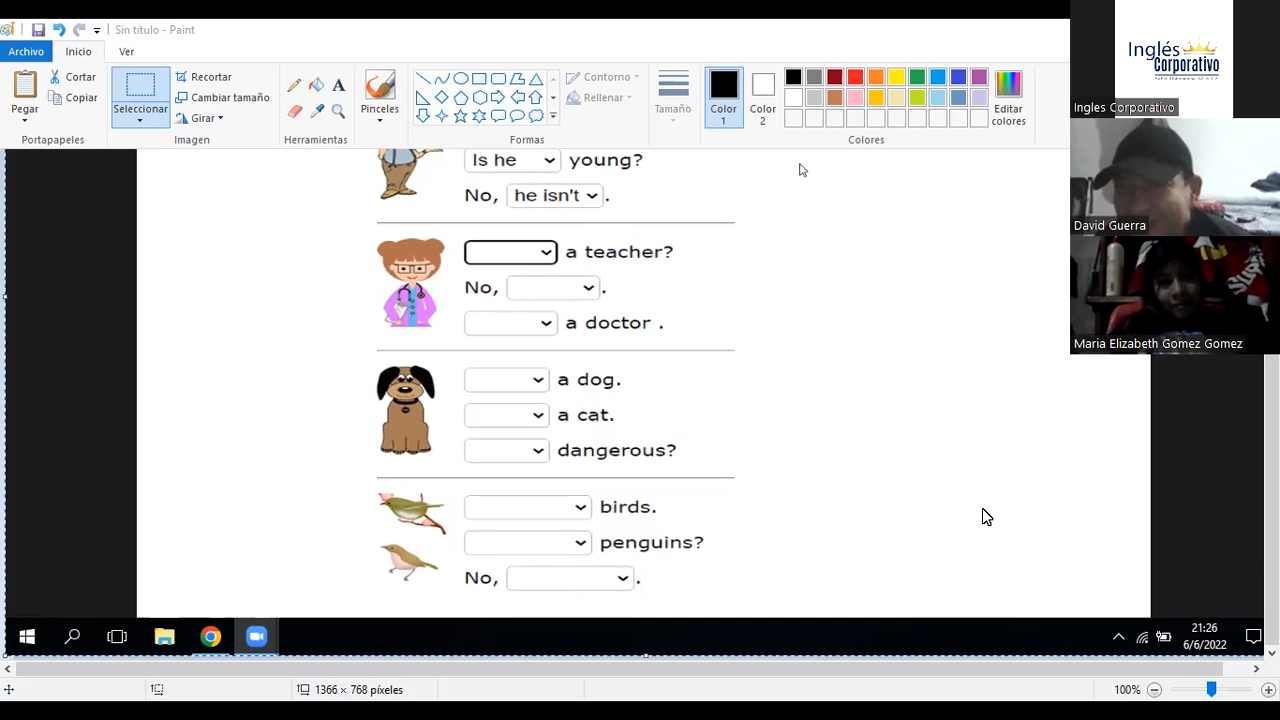 Sin título - Paint
Archivo Inicio Ver
Pegar
Cortar
Copiar
Portapapeles
Seleccionar
Recortar
Cambiar tamaño
Girar
Imagen
A
Herramientas
Pinceles
Contorno
Rellenar
Formas
Tamaño
Color 1
Color 2
Editar colores
Colores
Is he young?
No, he isn't .
a teacher?
No, .
a doctor .
a dog.
a cat.
dangerous?
birds.
penguins?
No, .
Inglés
Corporativo
Ingles Corporativo
David Guerra
Maria Elizabeth Gomez Gomez
21:26
6/6/2022
1366 × 768 píxeles
100%